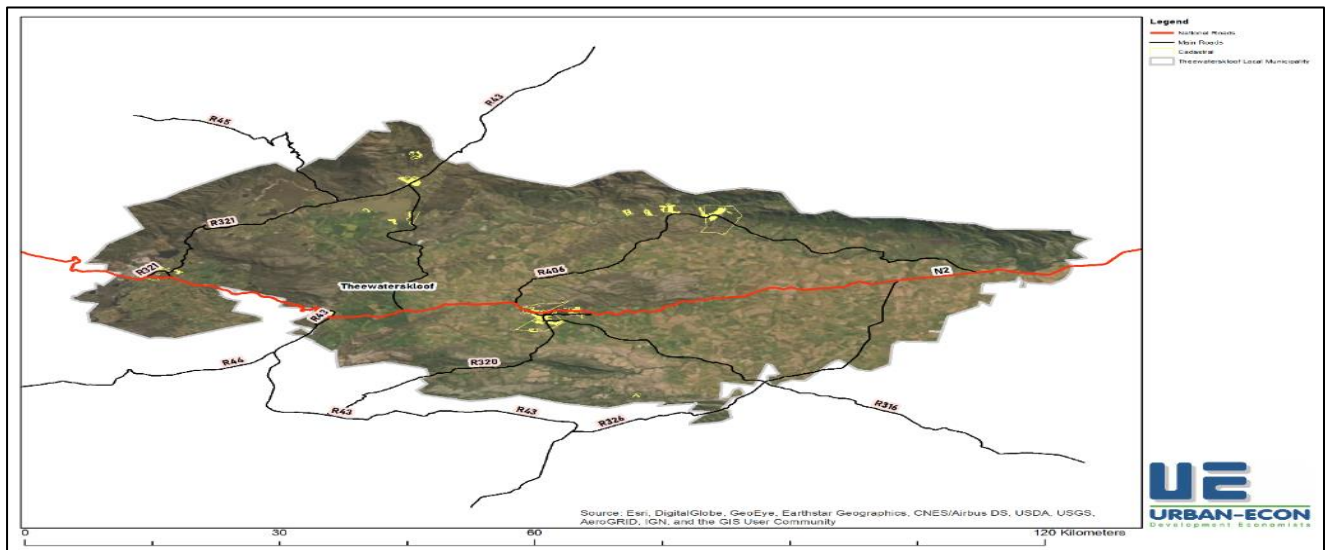 Legend
National Roads
Main Roads
Cadastral
Theewaterskloof Local Municipality
R43
R45
R321
R321
R406
N2
Theewaterskloof
R43
R44
R320
R43
R43
R326
R316
Source: Esri, DigitalGlobe, GeoEye, Earthstar Geographics, CNES/Airbus DS, USDA, USGS,
AeroGRID, IGN, and the GIS User Community
0 30 60 120 Kilometers
UE
URBAN-ECON
Development Economists